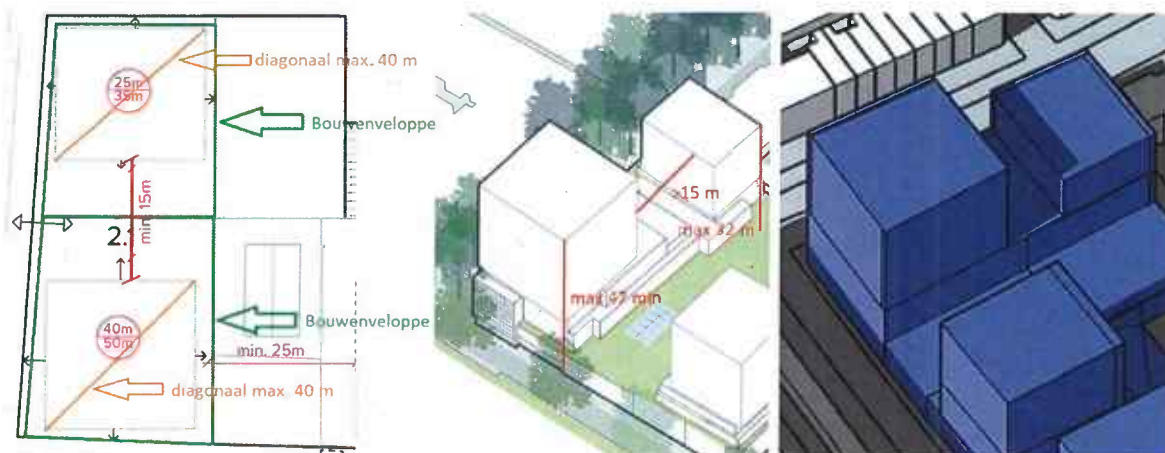 diagonaal max. 40 m
25m
35m
Bouwenveloppe
min. 15m
2.
40m
50m
Bouwenveloppe
min. 25m
diagonaal max. 40 m
>15 m
max 32 m
max 47 min